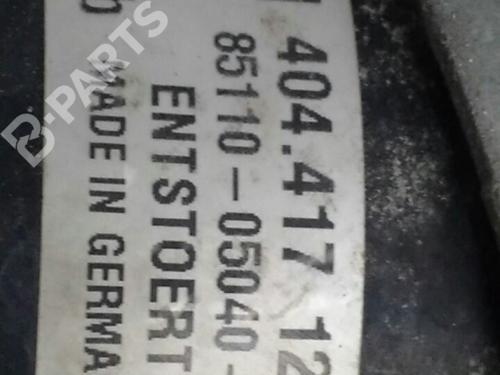 404.417 12
85110-05040-
ENTSTOERT
MADE IN GERMA
B-PARTS